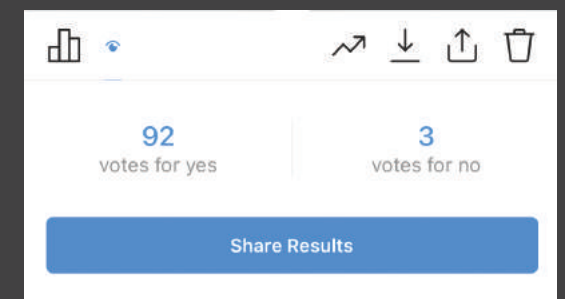 92
votes for yes
3
votes for no
Share Results